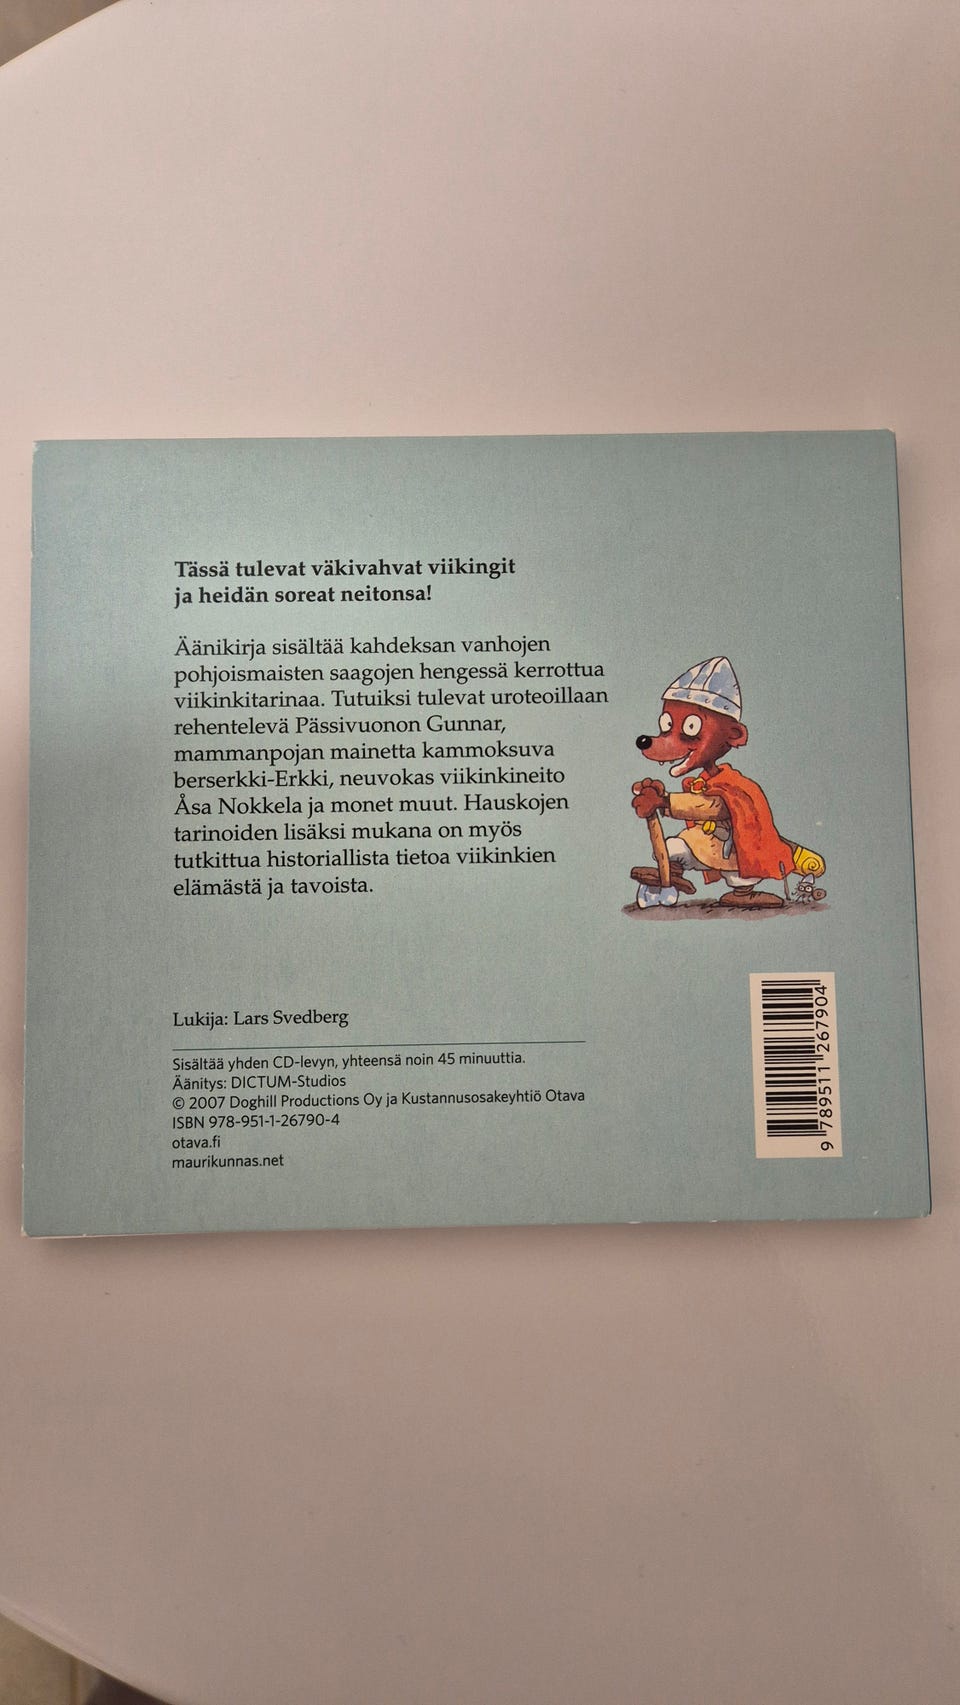 Tässä tulevat väkivahvat viikingit
ja heidän soreat neitonsa!
Äänikirja sisältää kahdeksan vanhojen
pohjoismaisten saagojen hengessä kerrottua
viikinkitarinaa. Tutuiksi tulevat uroteoillaan
rehentelevä Pässivuonon Gunnar,
mammanpojan mainetta kammoksuva
berserkki-Erkki, neuvokas viikinkineito
Åsa Nokkela ja monet muut. Hauskojen
tarinoiden lisäksi mukana on myös
tutkittua historiallista tietoa viikinkien
elämästä ja tavoista.
Lukija: Lars Svedberg
Sisältää yhden CD-levyn, yhteensä noin 45 minuuttia.
Äänitys: DICTUM-Studios
© 2007 Doghill Productions Oy ja Kustannusosakeyhtiö Otava
ISBN 978-951-1-26790-4
otava.fi
maurikunnas.net
9 789511 267904